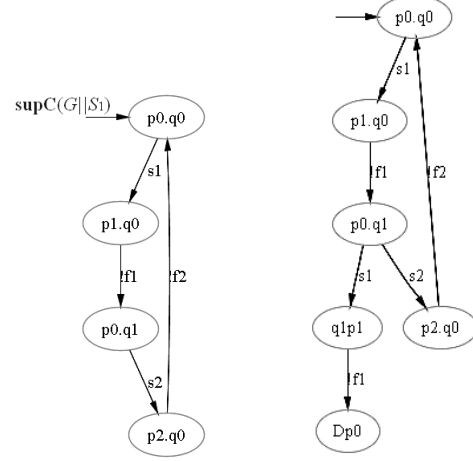 supC(G||S1)
p0.q0
s1
p1.q0
!f1
!f2
p0.q1
s2
p2.q0
p0.q0
s1
p1.q0
!f1
!f2
p0.q1
s1
s2
q1p1
p2.q0
!f1
Dp0